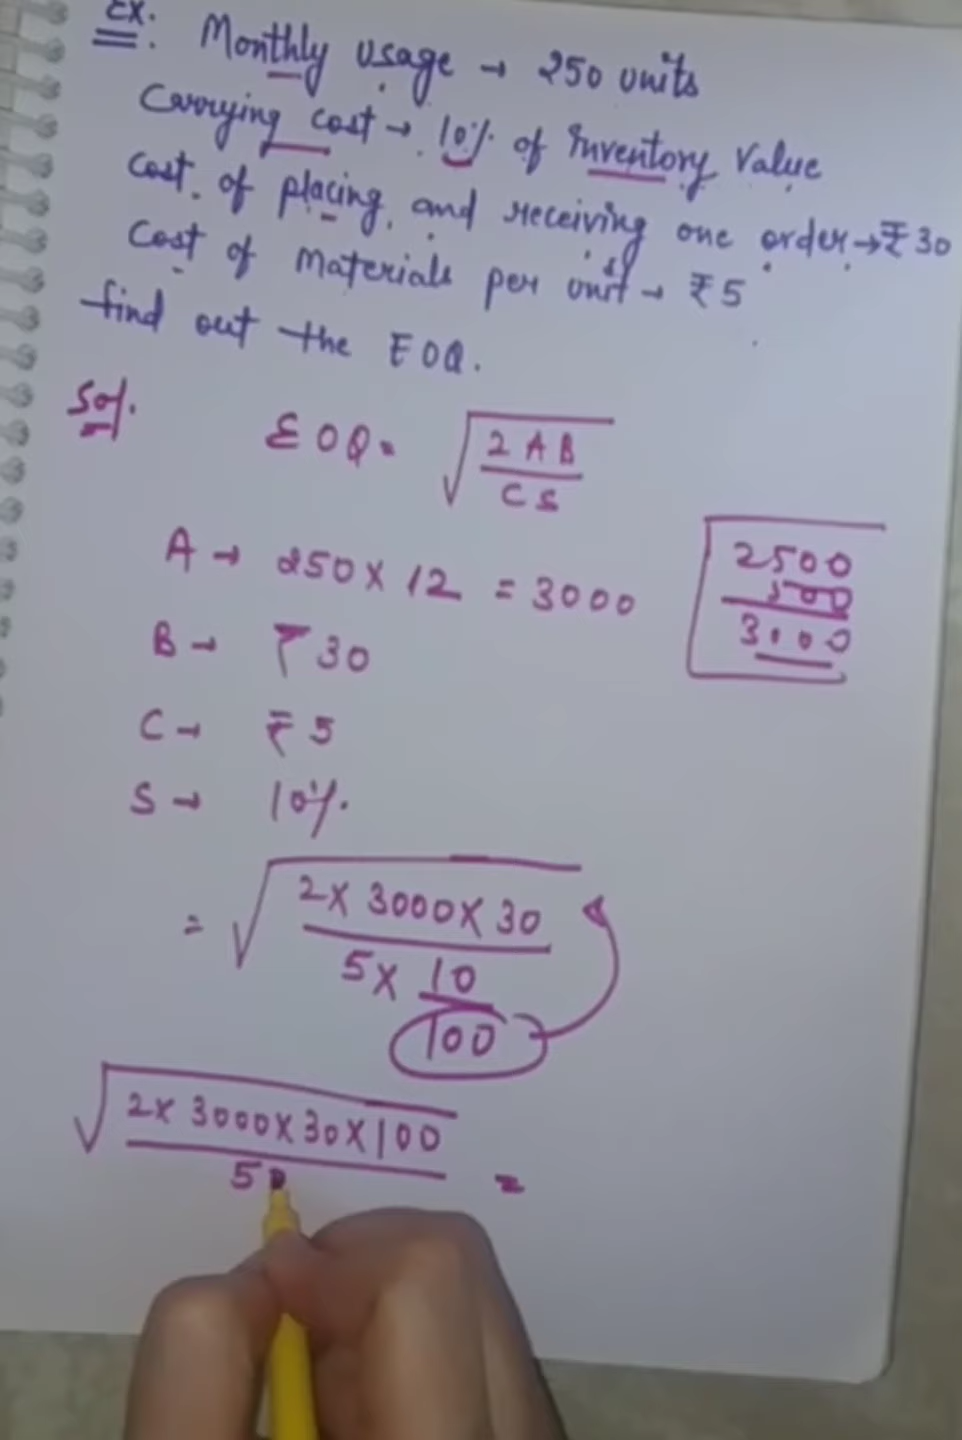 Ex:
Monthly usage → 250 units
Carrying cost → 10% of Inventory Value
Cost of placing and receiving one order → ₹30
Cost of materials per unit → ₹5
find out the EOQ.
Sol.
EOQ = √ 2AB
CS
A → 250 × 12 = 3000
2500
500
3000
B → ₹30
C → ₹5
S → 10%
= √ 2 × 3000 × 30
5 × 10
100
√ 2 × 3000 × 30 × 100
50 =